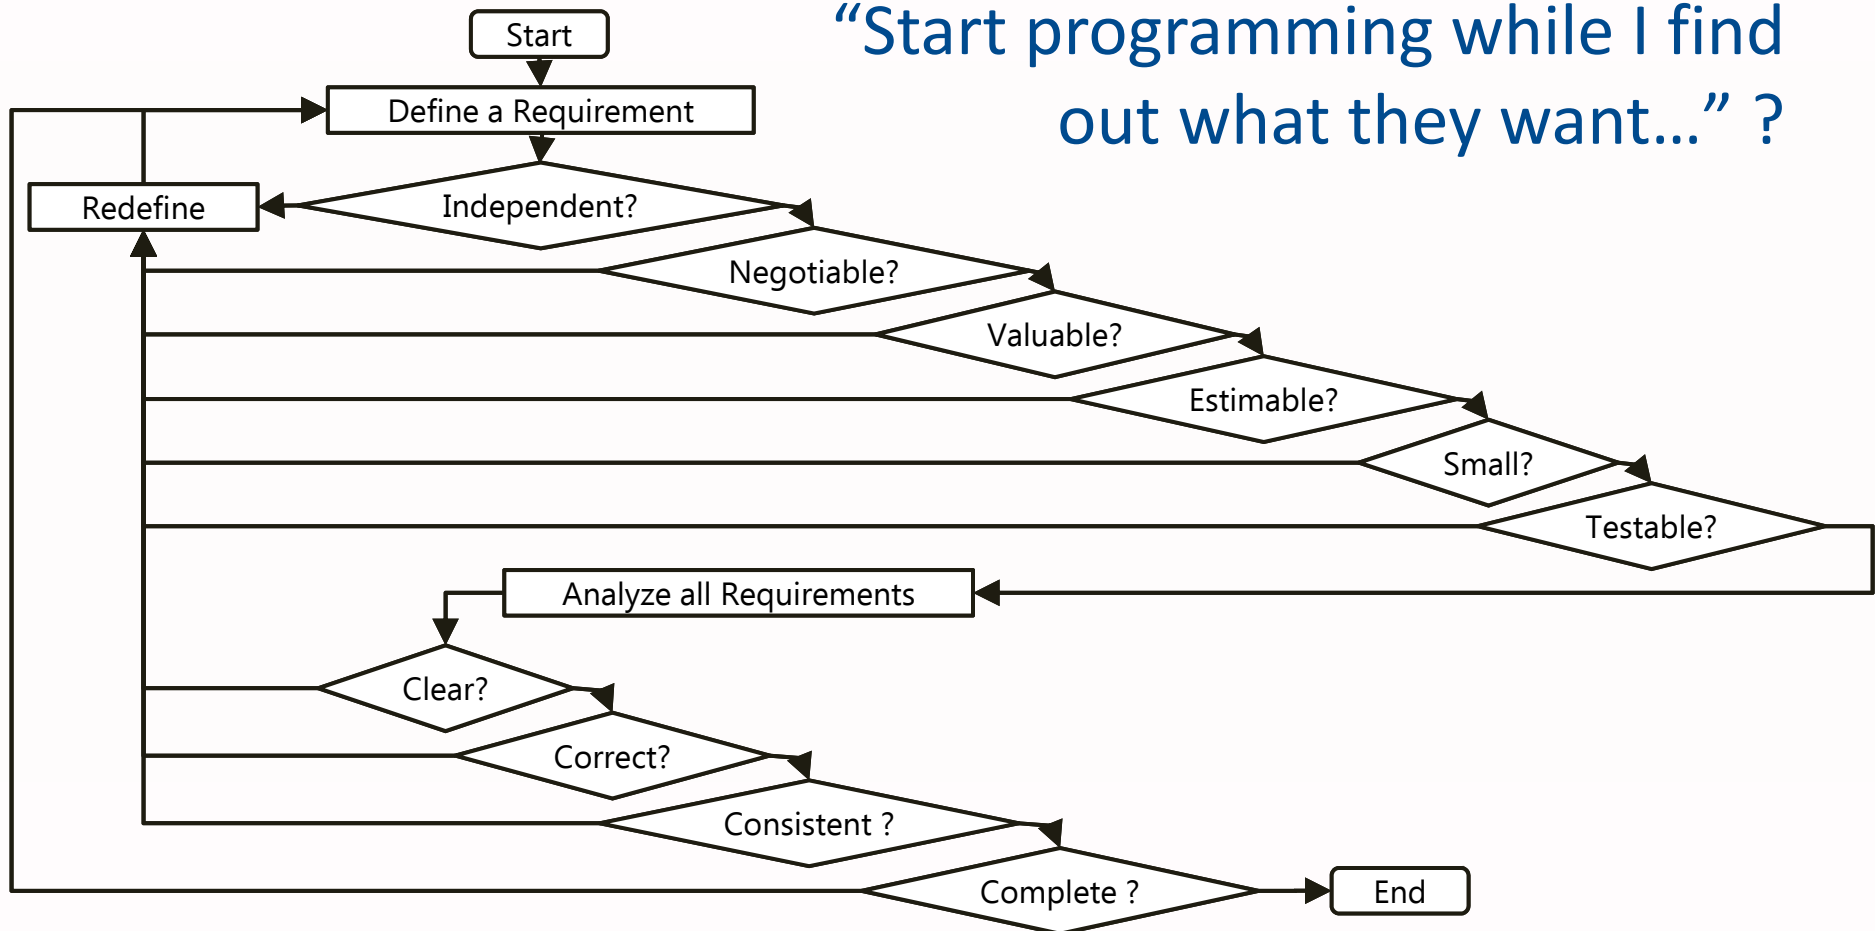 “Start programming while I find
out what they want...” ?
Start
Define a Requirement
Redefine
Independent?
Negotiable?
Valuable?
Estimable?
Small?
Testable?
Analyze all Requirements
Clear?
Correct?
Consistent ?
Complete ?
End